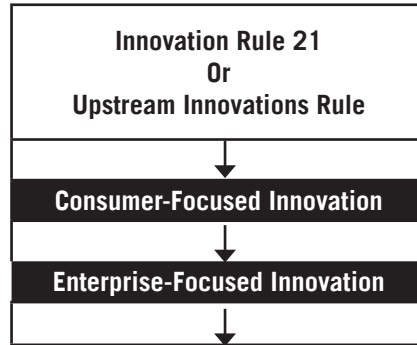 Innovation Rule 21
Or
Upstream Innovations Rule
Consumer-Focused Innovation
Enterprise-Focused Innovation